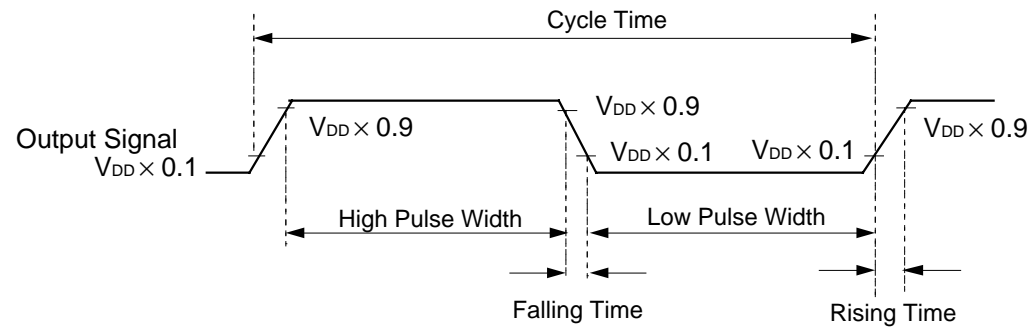 Cycle Time
Output Signal
VDD × 0.1
VDD × 0.9
VDD × 0.9
VDD × 0.1
VDD × 0.1
VDD × 0.9
High Pulse Width
Low Pulse Width
Falling Time
Rising Time